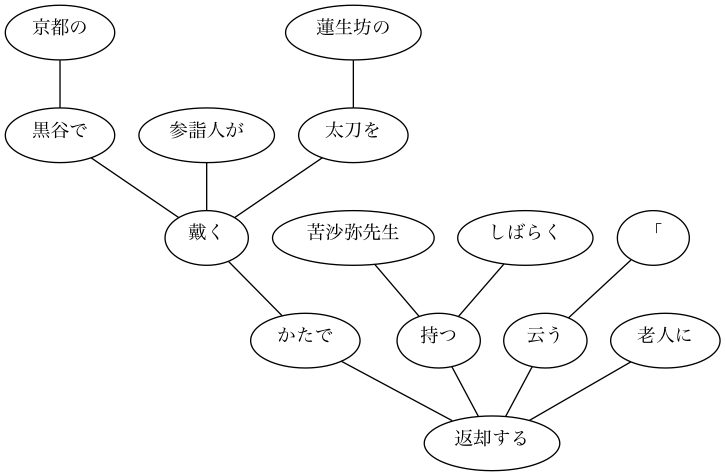 京都の
蓮生坊の
黒谷で
参詣人が
太刀を
戴く
苦沙弥先生
しばらく
「
かたで
持つ
云う
老人に
返却する